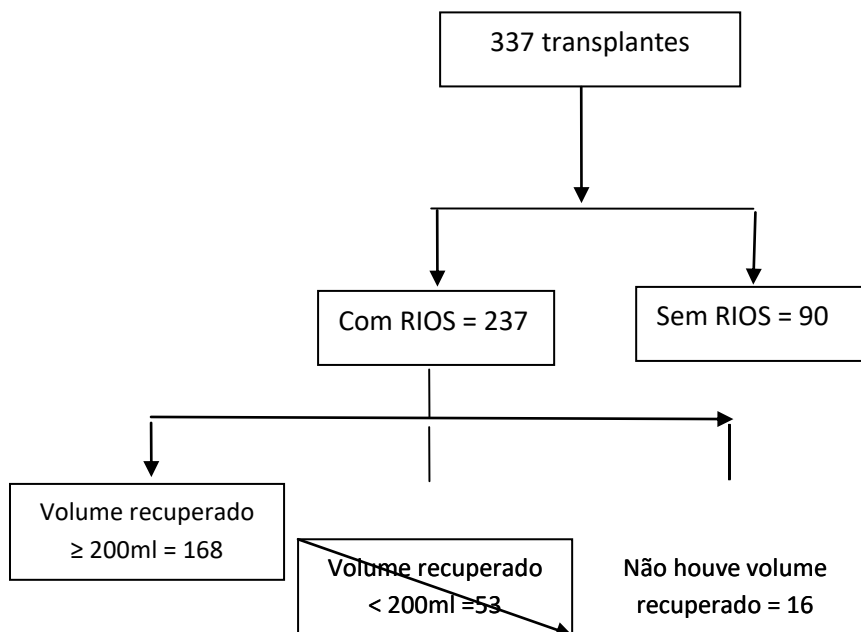 337 transplantes
Com RIOS = 237
Sem RIOS = 90
Volume recuperado
≥ 200ml = 168
Volume recuperado
< 200ml =53
Não houve volume
recuperado = 16